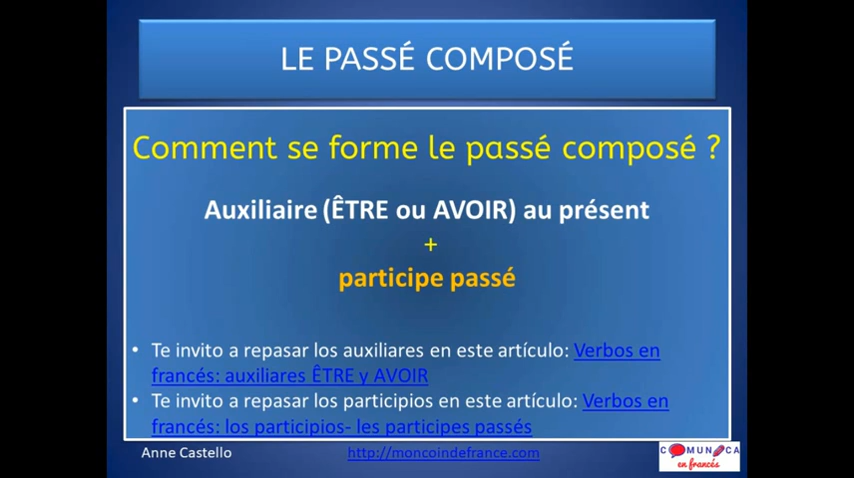 LE PASSÉ COMPOSÉ
Comment se forme le passé composé ?
Auxiliaire (ÊTRE ou AVOIR) au présent
+
participe passé
• Te invito a repasar los auxiliares en este artículo: Verbos en
francés: auxiliares ÊTRE y AVOIR
• Te invito a repasar los participios en este artículo: Verbos en
francés: los participios- les participes passés
Anne Castello
http://moncoindefrance.com
COMUNICA
en francés